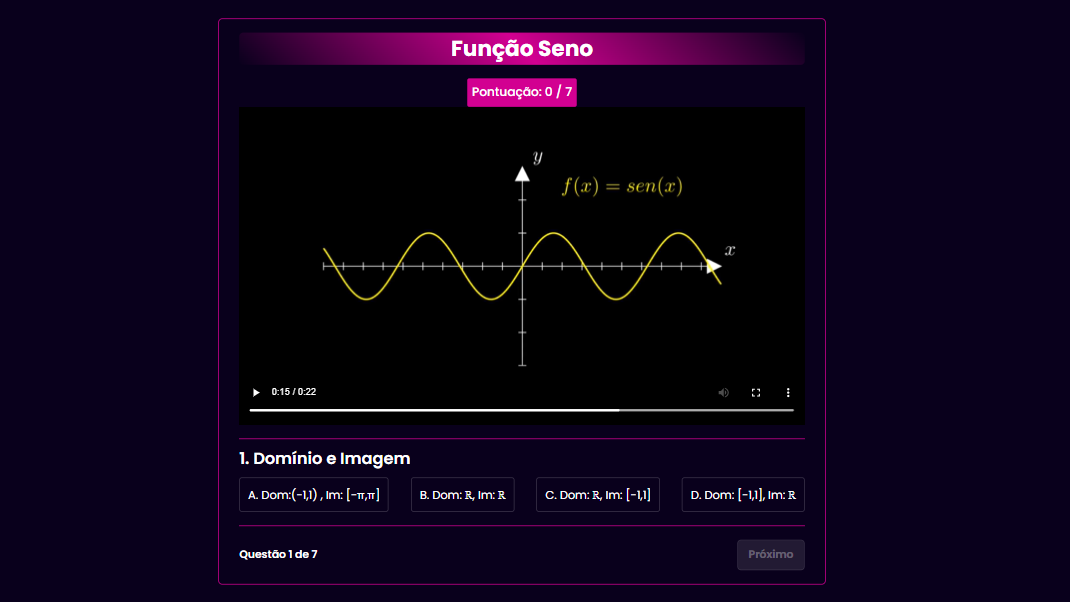 Função Seno
Pontuação: 0 / 7
y
f(x) = sen(x)
x
0:15 / 0:22
1. Domínio e Imagem
A. Dom:(-1,1) , Im: [-π,π]
B. Dom: ℝ, Im: ℝ
C. Dom: ℝ, Im: [-1,1]
D. Dom: [-1,1], Im: ℝ
Questão 1 de 7
Próximo